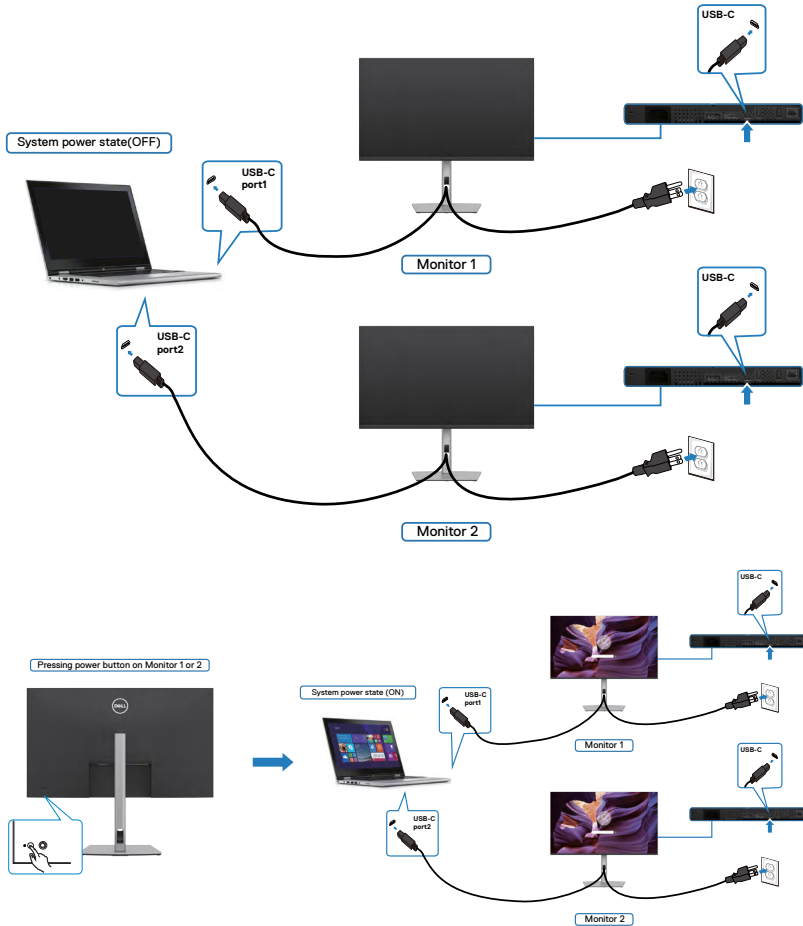 USB-C
System power state(OFF)
USB-C
port1
Monitor 1
USB-C
USB-C
port2
Monitor 2
USB-C
Pressing power button on Monitor 1 or 2
System power state (ON)
USB-C
port1
DELL
Monitor 1
USB-C
USB-C
port2
Monitor 2